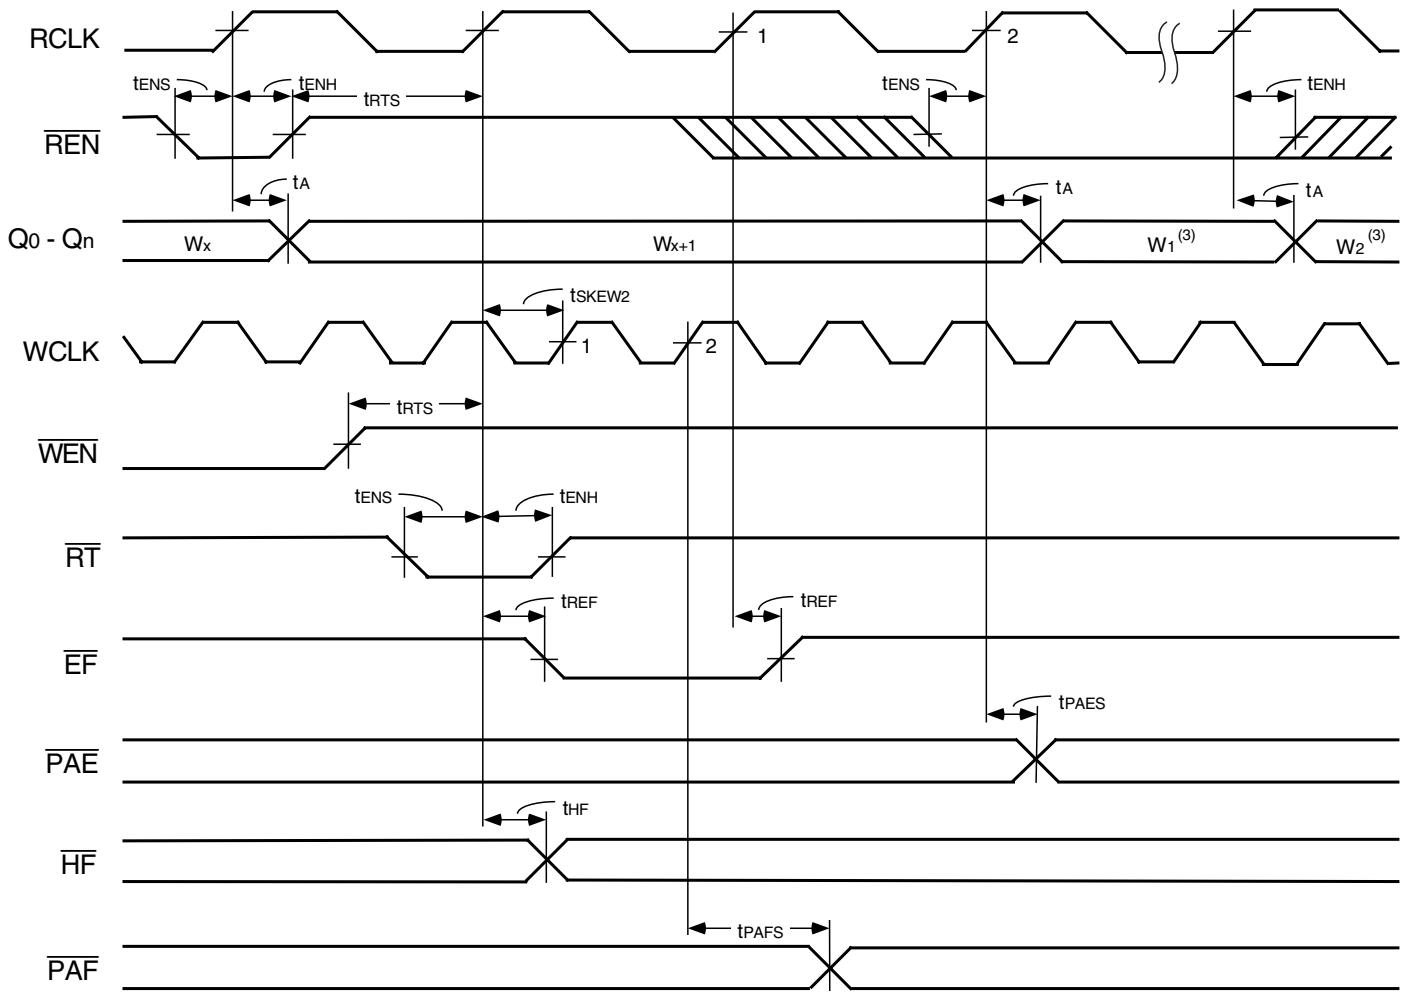 RCLK
1
2
tENS
tENH
tRTS
tENS
tENH
REN
tA
tA
tA
Q0 - Qn
Wx
Wx+1
W1(3)
W2(3)
tSKEW2
WCLK
1
2
tRTS
WEN
tENS
tENH
RT
tREF
tREF
EF
tPAES
PAE
tHF
HF
tPAFS
PAF